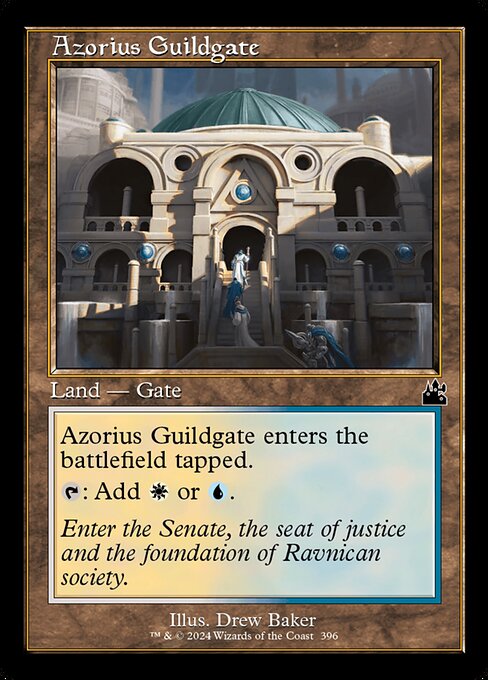 Azorius Guildgate
Land — Gate
Azorius Guildgate enters the
battlefield tapped.
: Add or .
Enter the Senate, the seat of justice
and the foundation of Ravnican
society.
Illus. Drew Baker
™ & © 2024 Wizards of the Coast 396